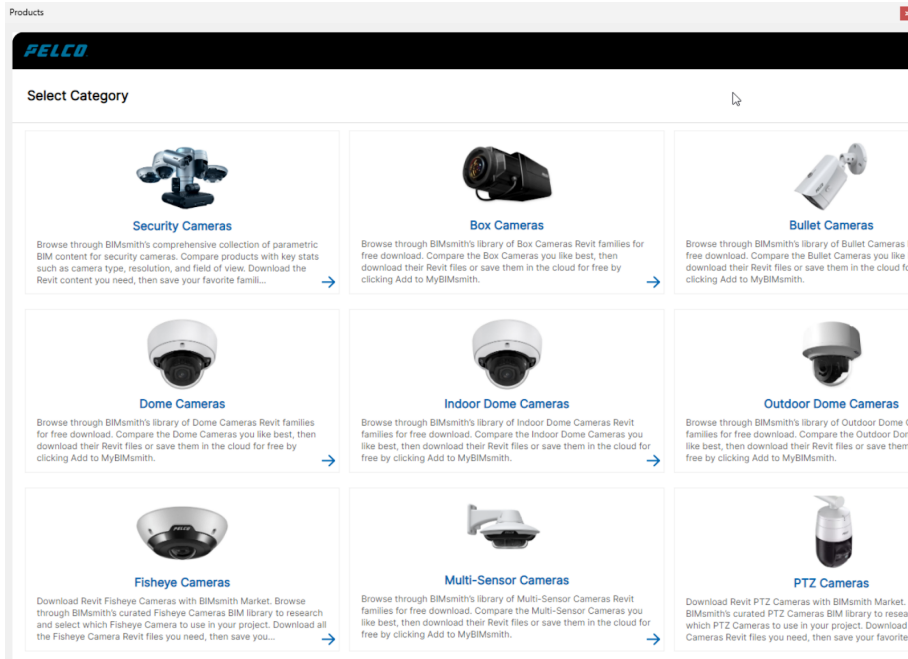 Products
PELCO
Select Category
Security Cameras
Browse through BIMsmith's comprehensive collection of parametric
BIM content for security cameras. Compare products with key stats
such as camera type, resolution, and field of view. Download the
Revit content you need, then save your favorite famili...
Box Cameras
Browse through BIMsmith's library of Box Cameras Revit families for
free download. Compare the Box Cameras you like best, then
download their Revit files or save them in the cloud for free by
clicking Add to MyBIMsmith.
Bullet Cameras
Browse through BIMsmith's library of Bullet Cameras
free download. Compare the Bullet Cameras you like
download their Revit files or save them in the cloud fo
clicking Add to MyBIMsmith.
Dome Cameras
Browse through BIMsmith's library of Dome Cameras Revit families
for free download. Compare the Dome Cameras you like best, then
download their Revit files or save them in the cloud for free by
clicking Add to MyBIMsmith.
Indoor Dome Cameras
Browse through BIMsmith's library of Indoor Dome Cameras Revit
families for free download. Compare the Indoor Dome Cameras you
like best, then download their Revit files or save them in the cloud for
free by clicking Add to MyBIMsmith.
Outdoor Dome Cameras
Browse through BIMsmith's library of Outdoor Dome
families for free download. Compare the Outdoor Dom
like best, then download their Revit files or save them
free by clicking Add to MyBIMsmith.
PELCO
Fisheye Cameras
Download Revit Fisheye Cameras with BIMsmith Market. Browse
through BIMsmith's curated Fisheye Cameras BIM library to research
and select which Fisheye Camera to use in your project. Download all
the Fisheye Camera Revit files you need, then save you...
Multi-Sensor Cameras
Browse through BIMsmith's library of Multi-Sensor Cameras Revit
families for free download. Compare the Multi-Sensor Cameras you
like best, then download their Revit files or save them in the cloud for
free by clicking Add to MyBIMsmith.
PTZ Cameras
Download Revit PTZ Cameras with BIMsmith Market.
BIMsmith's curated PTZ Cameras BIM library to resea
which PTZ Cameras to use in your project. Download
Cameras Revit files you need, then save your favorite